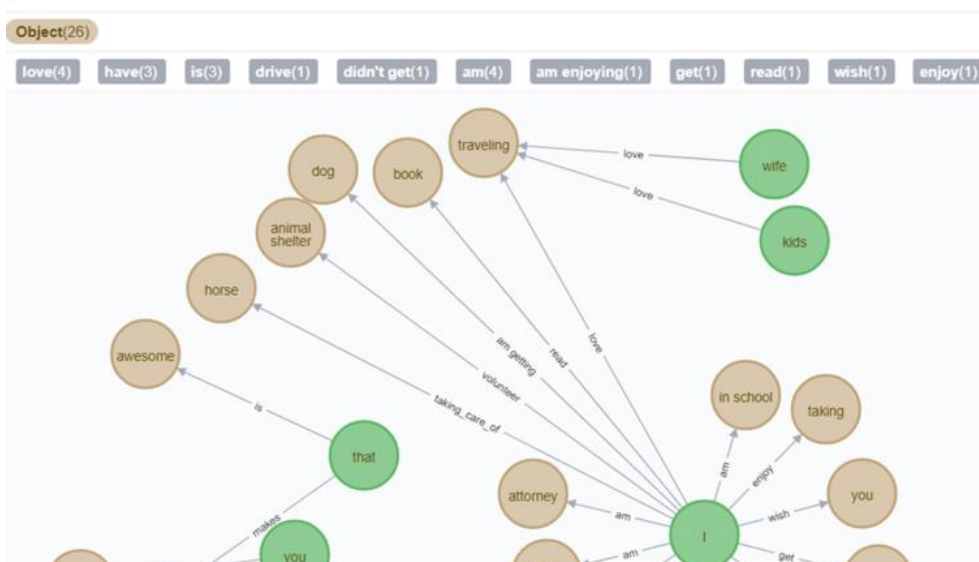 Object(26)
love(4) have(3) is(3) drive(1) didn't get(1) am(4) am enjoying(1) get(1) read(1) wish(1) enjoy(1)
traveling
love
wife
dog
book
love
animal
shelter
kids
horse
awesome
am getting
read
love
volunteer
taking_care_of
is
in school
taking
that
am
enjoy
attorney
you
am
wish
makes
I
you
am
get